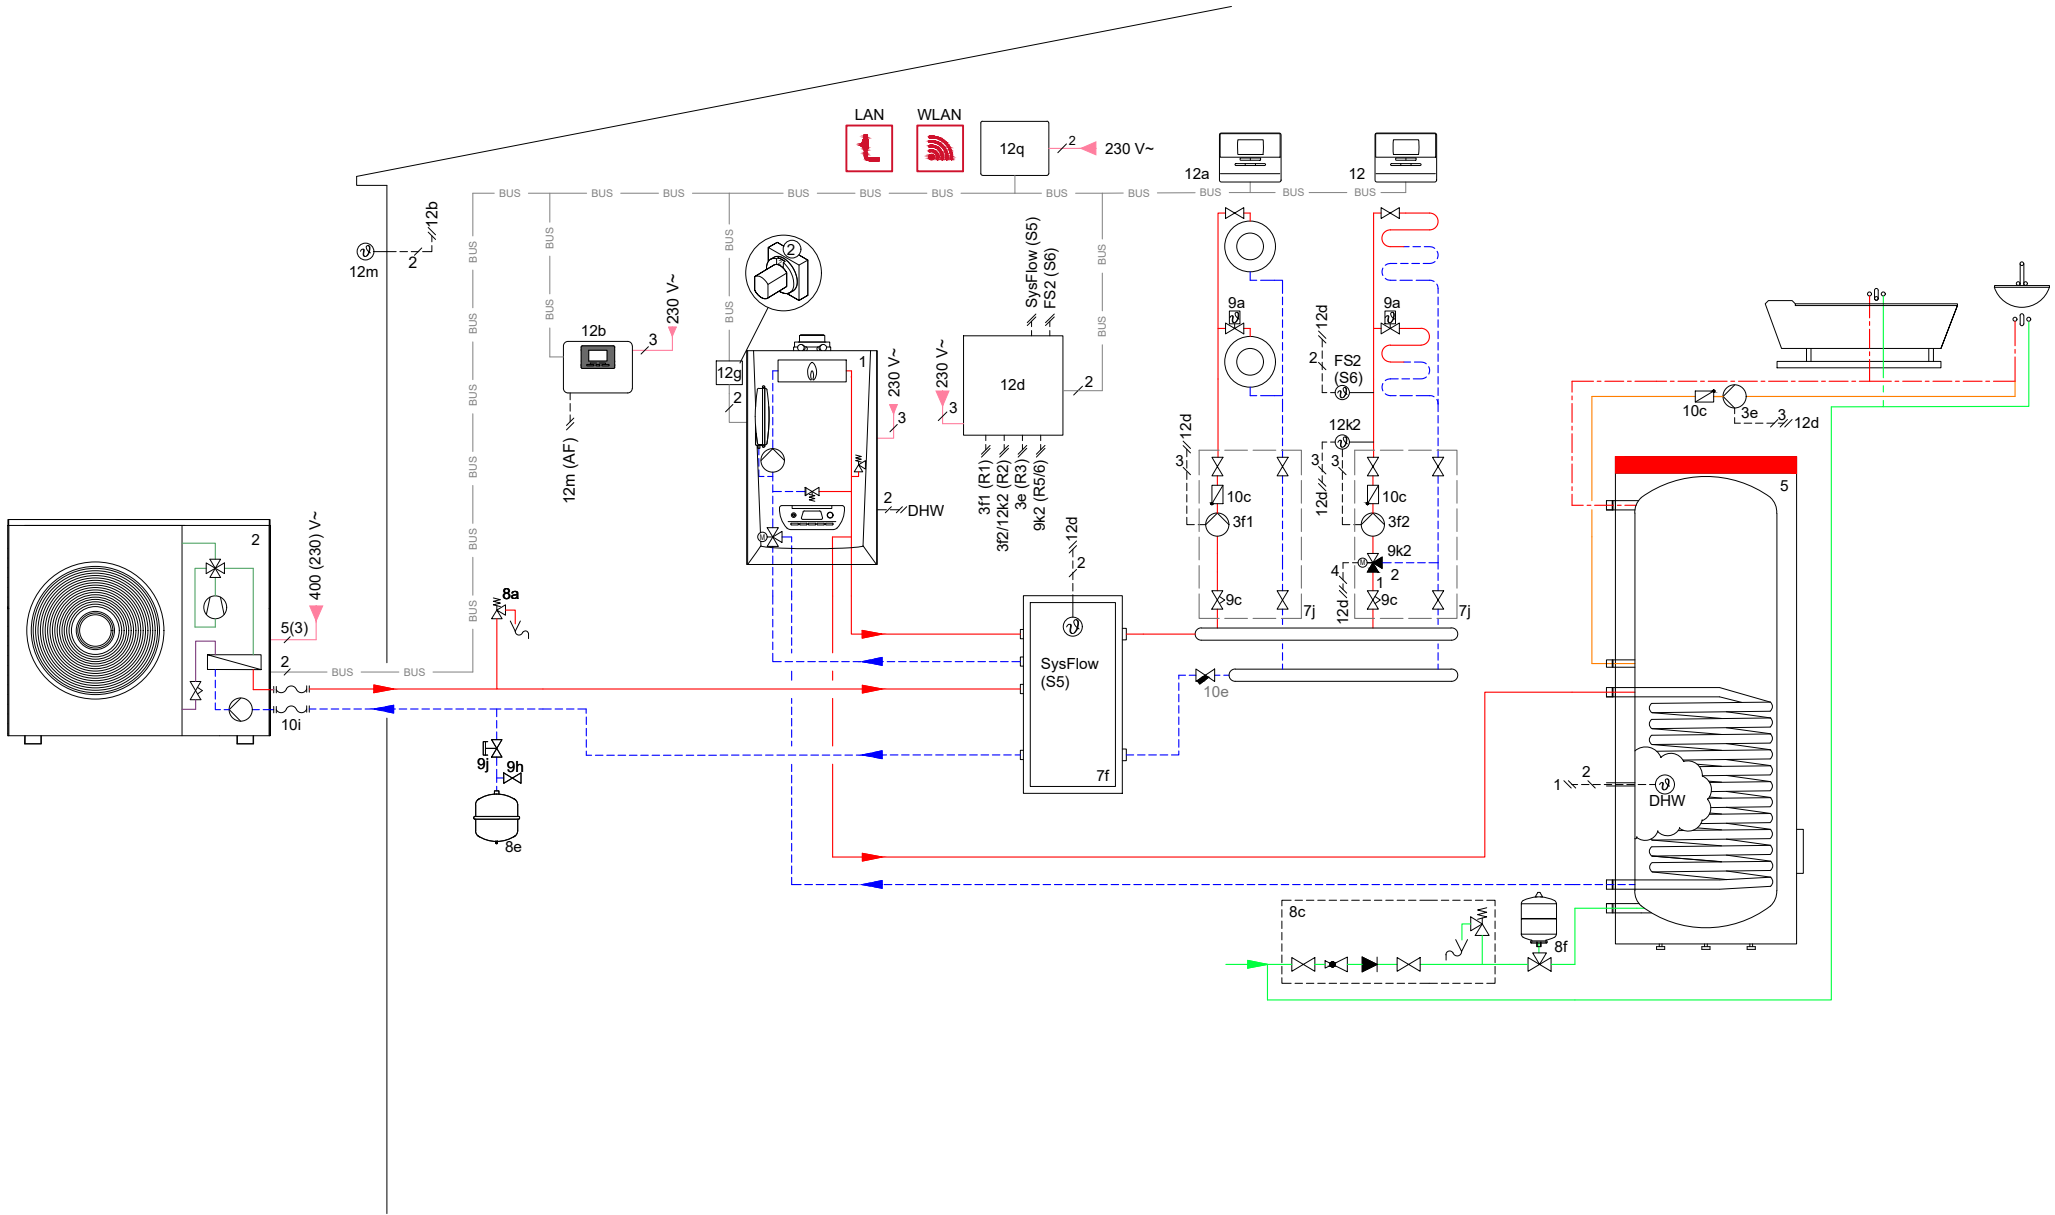 LAN
WLAN
12q
2
230 V~
12a
12
BUS
BUS
BUS
BUS
BUS
BUS
BUS
BUS
BUS
BUS
BUS
12b
2
12m
BUS
BUS
BUS
BUS
BUS
BUS
BUS
BUS
BUS
BUS
BUS
BUS
BUS
12b
230 V~
3
12m (AF)
2
12g
2
1
230 V~
3
2
DHW
M
SysFlow (S5)
FS2 (S6)
230 V~
3
12d
2
3f1 (R1)
3f2/12k2 (R2)
3e (R3)
9k2 (R5/6)
9a
9a
12d
2
FS2
(S6)
12k2
12d
3
3
3
12d
10c
10c
3f1
3f2
9k2
M
2
1
4
12d
9c
9c
7j
7j
10c
3e
3
12d
5
2
400 (230) V~
5(3)
2
BUS
BUS
10i
8a
9j
9h
8e
12d
2
SysFlow
(S5)
7f
10e
1
2
DHW
8c
8f